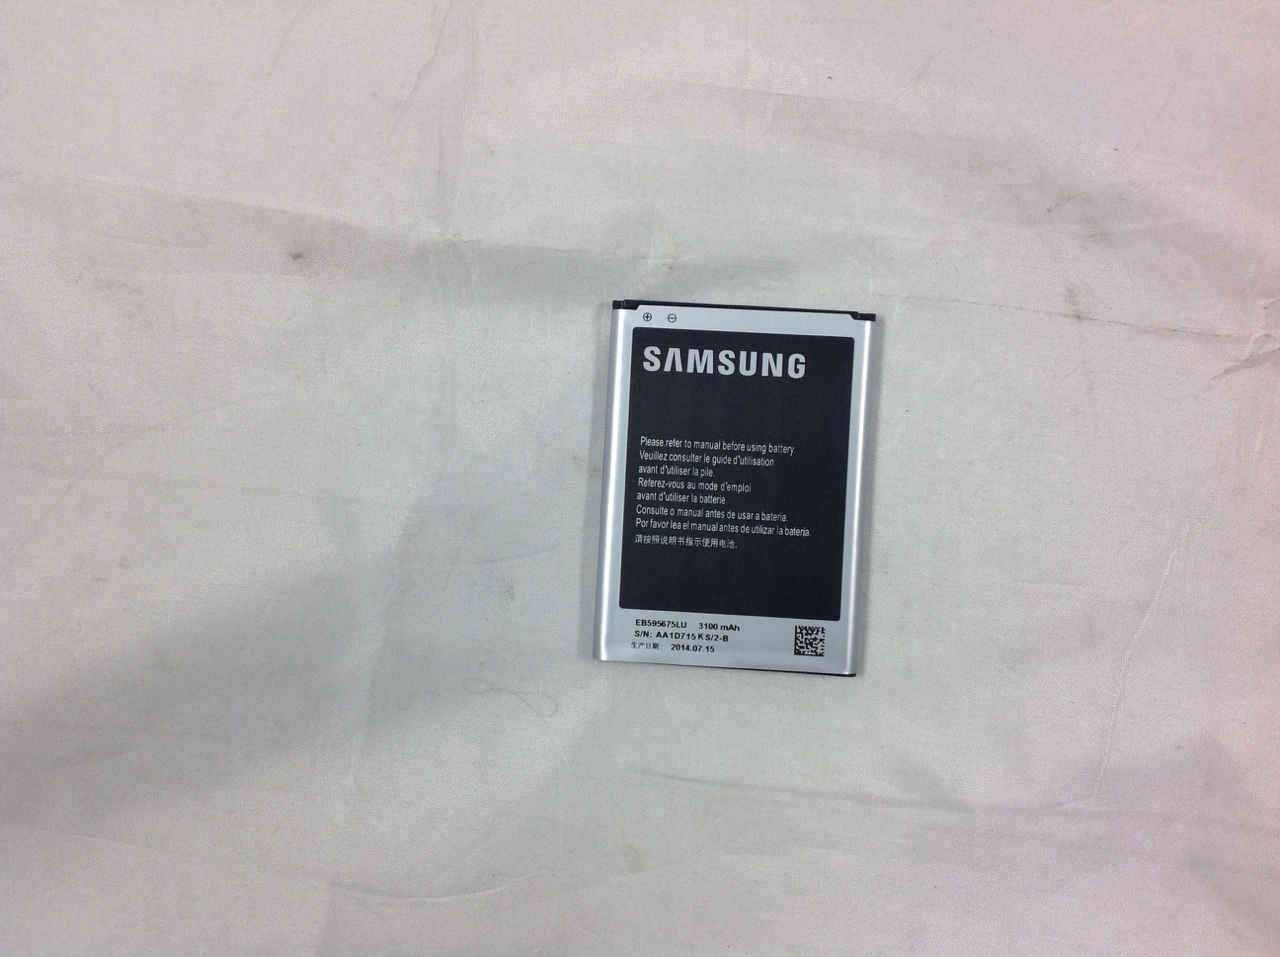 ⊕ ⊖
SAMSUNG
Please.refer to manual before using battery.
Veuillez consulter le guide d'utilisation
avant d'utiliser la pile.
Referez-vous au mode d'emploi
avant d'utiliser la batterie.
Consulte o manual antes de usar a bateria.
Por favor lea el manual antes de utilizar la bateria.
请按照说明书指示使用电池.
EB595675LU 3100 mAh
S/N: AA1D715KS/2-B
生产日期: 2014.07.15